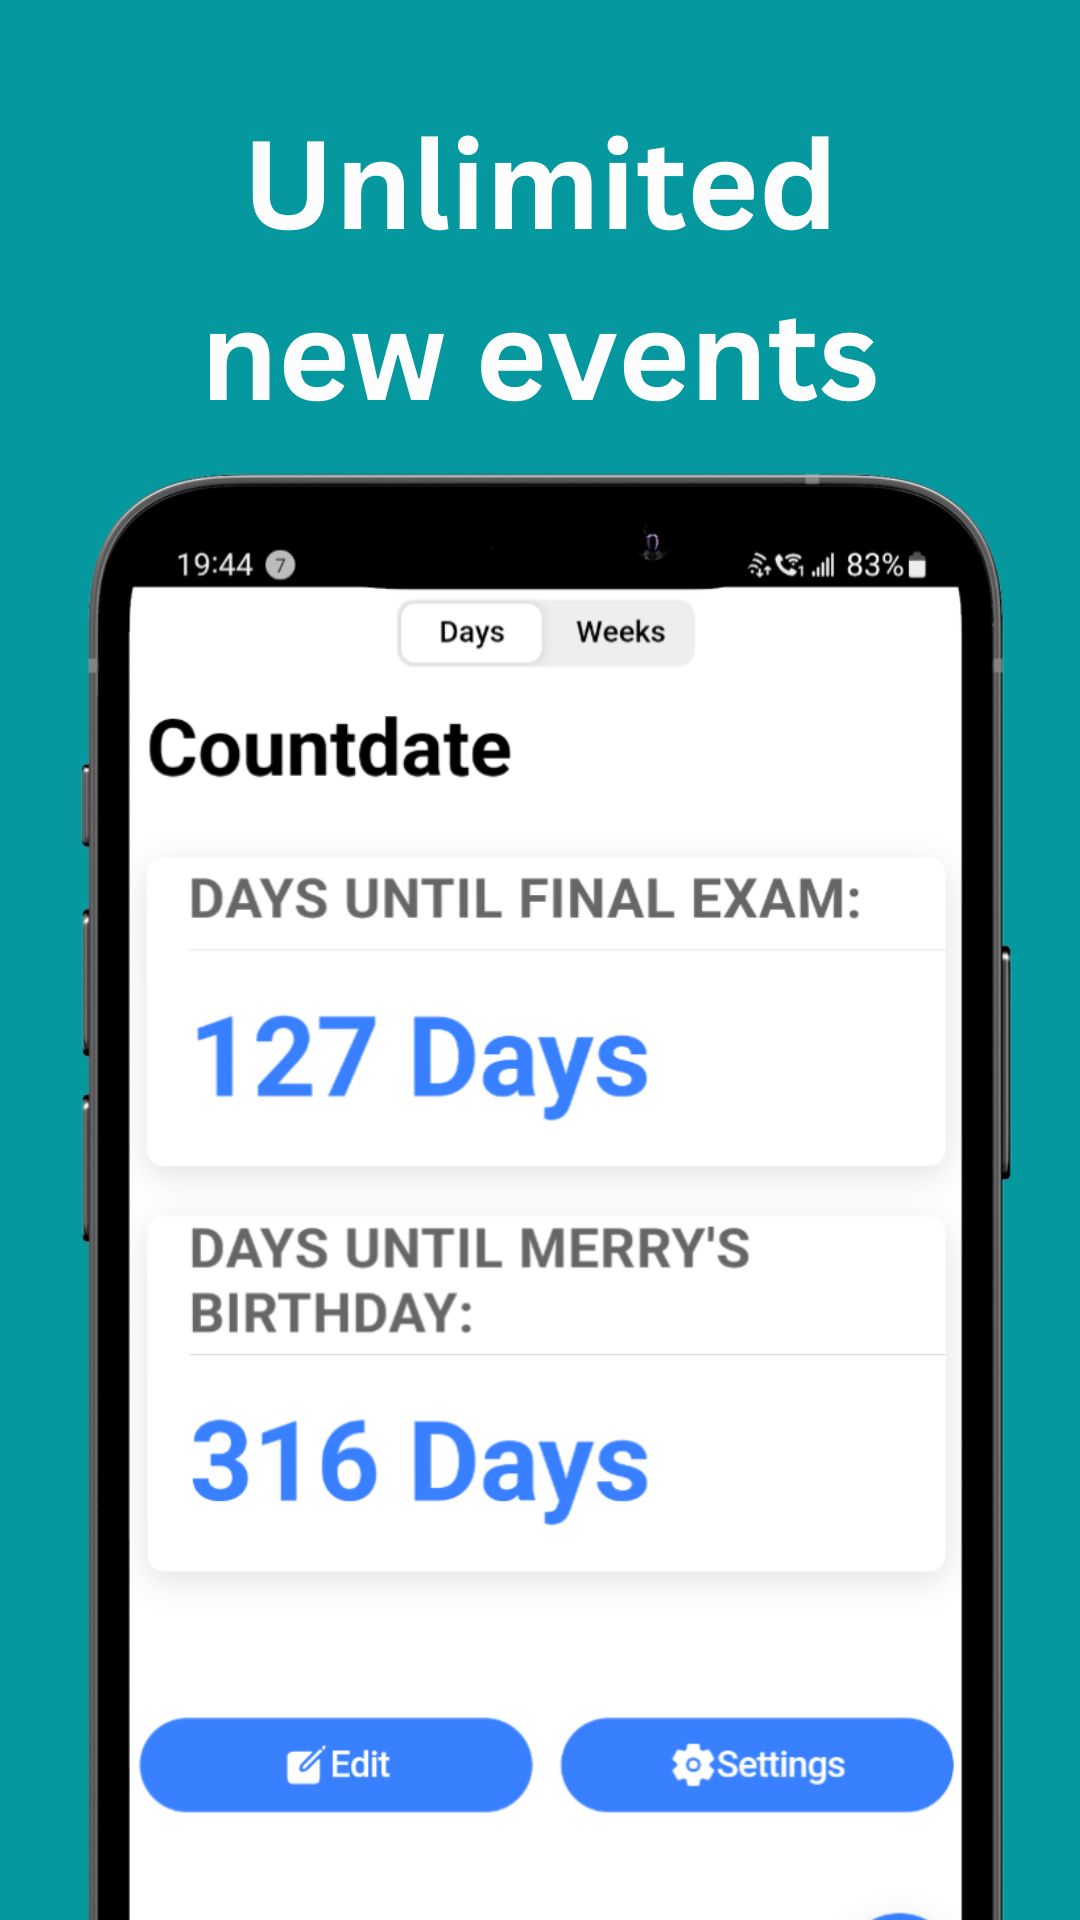 Unlimited
new events
19:44 7 83%
Days Weeks
Countdate
DAYS UNTIL FINAL EXAM:
127 Days
DAYS UNTIL MERRY'S
BIRTHDAY:
316 Days
Edit Settings